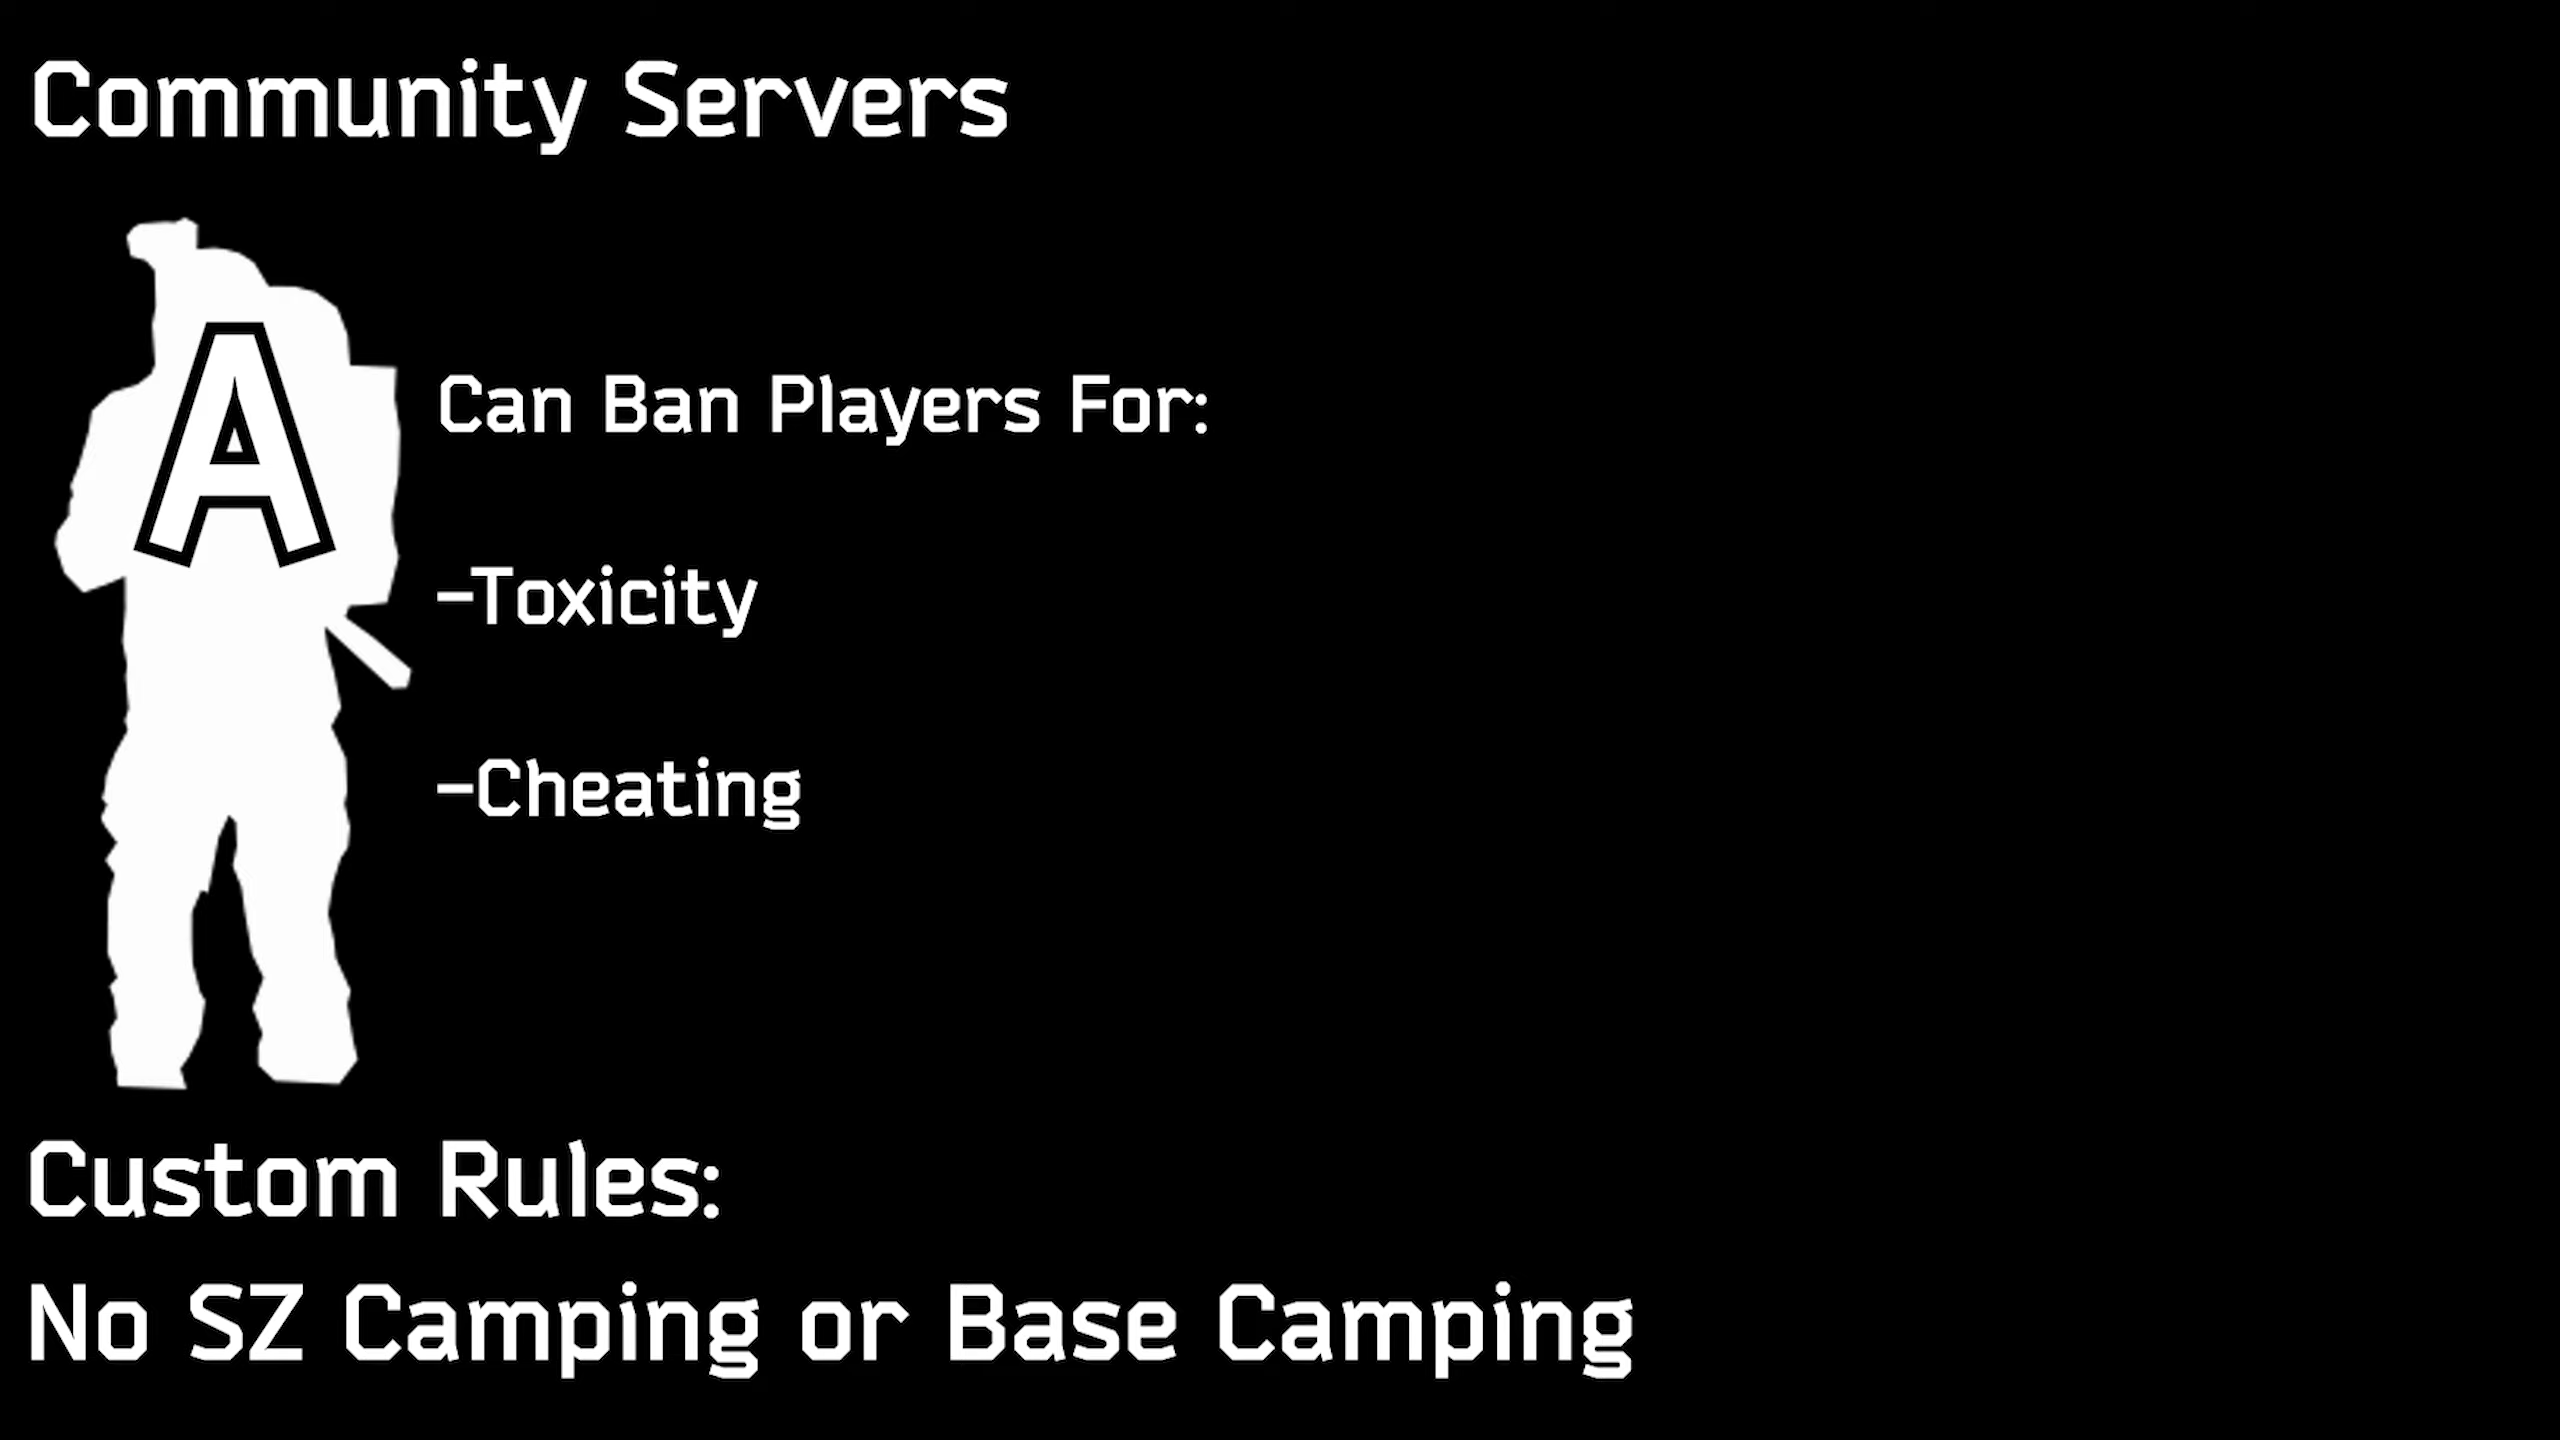 Community Servers
A
Can Ban Players For:
-Toxicity
-Cheating
Custom Rules:
No SZ Camping or Base Camping